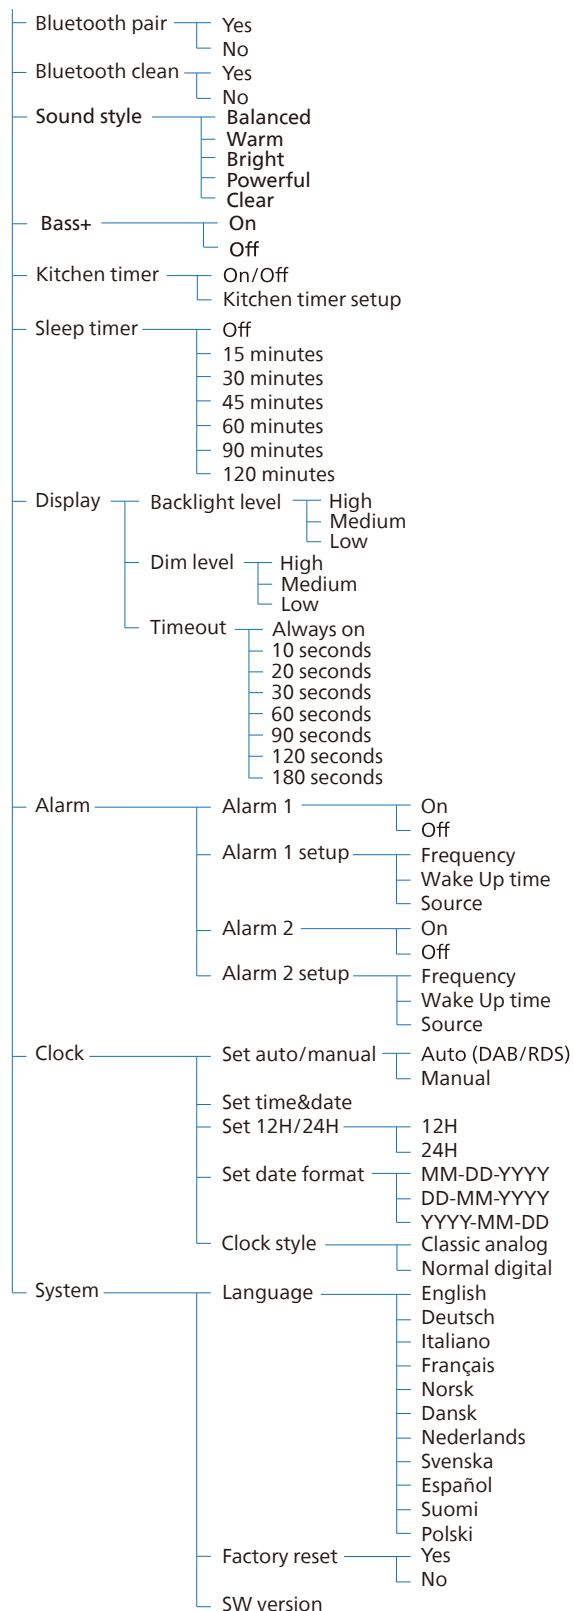 Bluetooth pair Yes
No
Bluetooth clean Yes
No
Sound style Balanced
Warm
Bright
Powerful
Clear
Bass+ On
Off
Kitchen timer On/Off
Kitchen timer setup
Sleep timer Off
15 minutes
30 minutes
45 minutes
60 minutes
90 minutes
120 minutes
Display Backlight level High
Medium
Low
Dim level High
Medium
Low
Timeout Always on
10 seconds
20 seconds
30 seconds
60 seconds
90 seconds
120 seconds
180 seconds
Alarm Alarm 1 On
Off
Alarm 1 setup Frequency
Wake Up time
Source
Alarm 2 On
Off
Alarm 2 setup Frequency
Wake Up time
Source
Clock Set auto/manual Auto (DAB/RDS)
Manual
Set time&date
Set 12H/24H 12H
24H
Set date format MM-DD-YYYY
DD-MM-YYYY
YYYY-MM-DD
Clock style Classic analog
Normal digital
System Language English
Deutsch
Italiano
Français
Norsk
Dansk
Nederlands
Svenska
Español
Suomi
Polski
Factory reset Yes
No
SW version